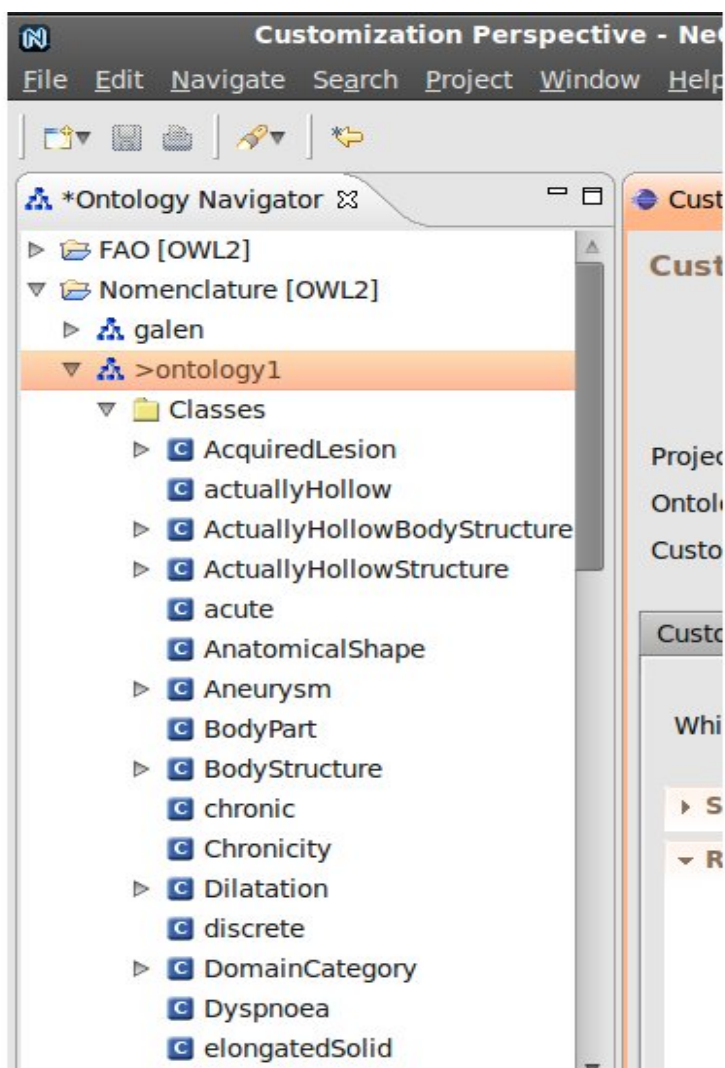 Customization Perspective - Ne
File Edit Navigate Search Project Window Help
*Ontology Navigator
Cust
FAO [OWL2]
Cust
Nomenclature [OWL2]
galen
>ontology1
Classes
AcquiredLesion
Projec
actuallyHollow
Ontol
ActuallyHollowBodyStructure
Custo
ActuallyHollowStructure
acute
Custo
AnatomicalShape
Aneurysm
BodyPart
Whi
BodyStructure
chronic
S
Chronicity
R
Dilatation
discrete
DomainCategory
Dyspnoea
elongatedSolid